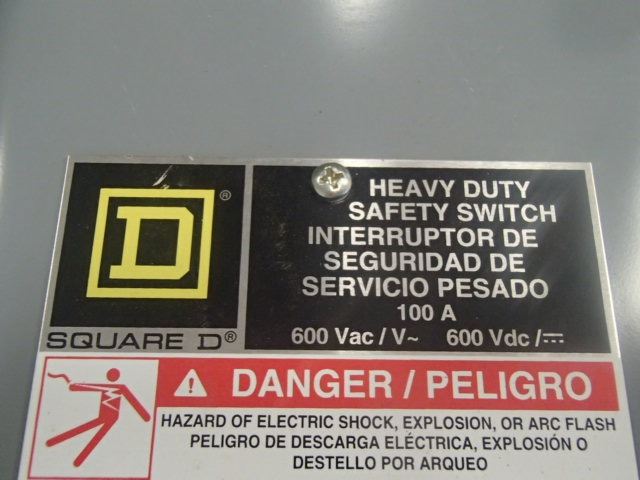 HEAVY DUTY
SAFETY SWITCH
INTERRUPTOR DE
SEGURIDAD DE
SERVICIO PESADO
100 A
600 Vac / V~ 600 Vdc / ⎓
D®
SQUARE D®
DANGER / PELIGRO
HAZARD OF ELECTRIC SHOCK, EXPLOSION, OR ARC FLASH
PELIGRO DE DESCARGA ELÉCTRICA, EXPLOSIÓN O
DESTELLO POR ARQUEO